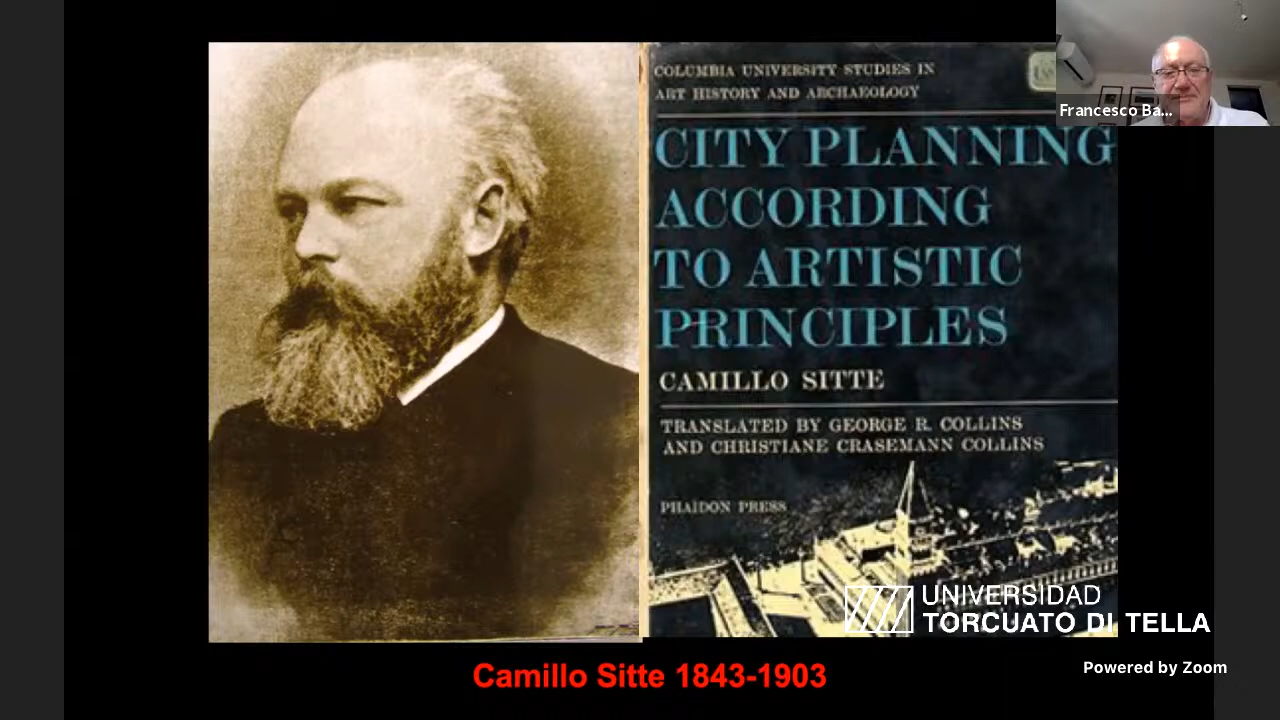 COLUMBIA UNIVERSITY STUDIES IN
ART HISTORY AND ARCHAEOLOGY
CITY PLANNING
ACCORDING
TO ARTISTIC
PRINCIPLES
CAMILLO SITTE
TRANSLATED BY GEORGE R. COLLINS
AND CHRISTIANE CRASEMANN COLLINS
PHAIDON PRESS
Francesco Ba...
UNIVERSIDAD
TORCUATO DI TELLA
Camillo Sitte 1843-1903
Powered by Zoom